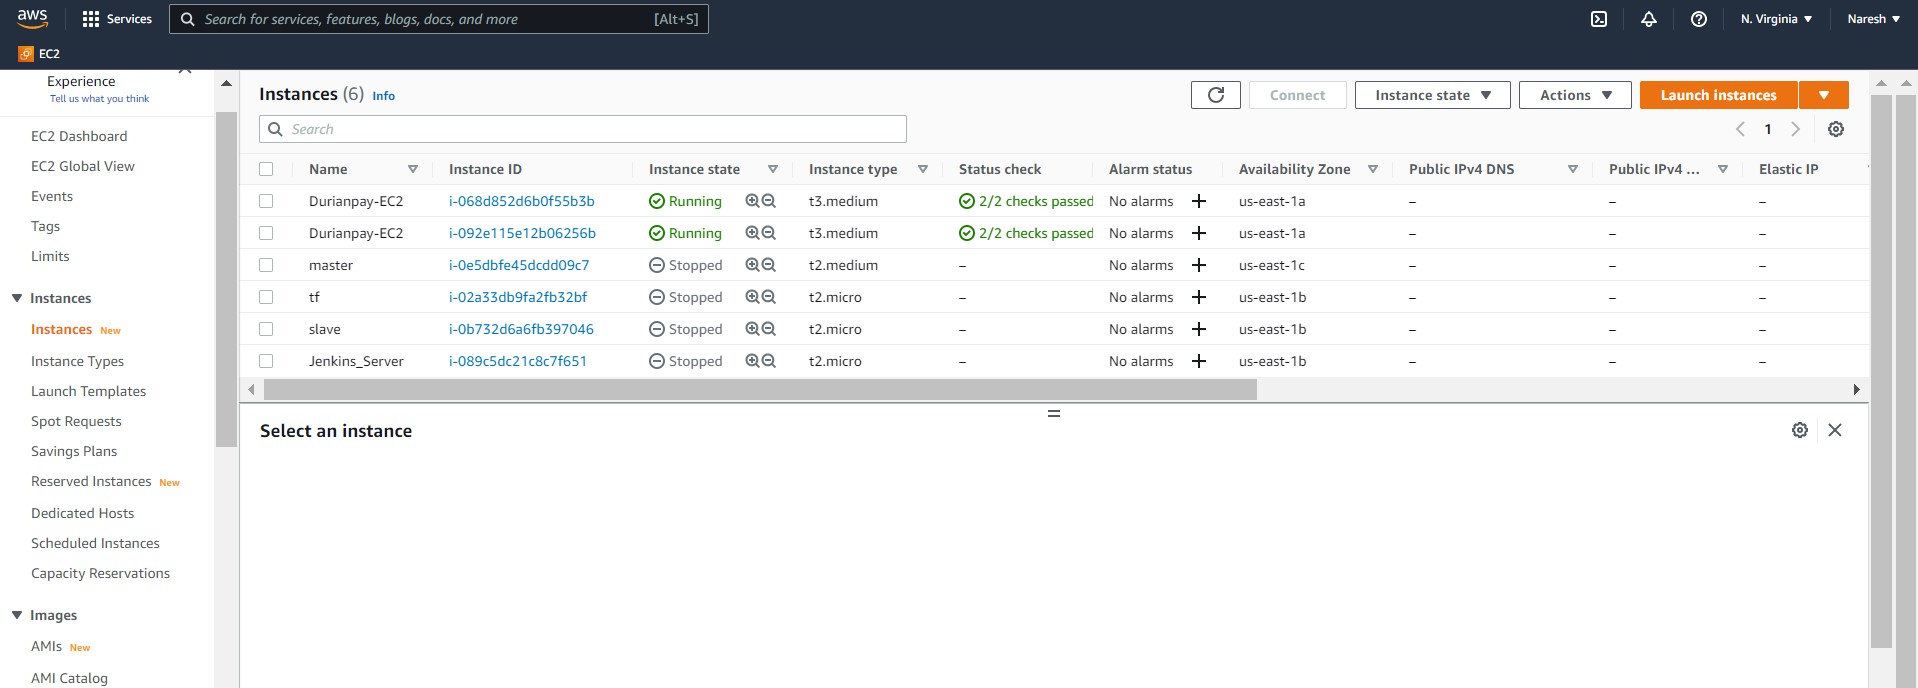 aws Services Search for services, features, blogs, docs, and more [Alt+S] N. Virginia Naresh
EC2
Experience
Tell us what you think
EC2 Dashboard
EC2 Global View
Events
Tags
Limits
Instances
Instances New
Instance Types
Launch Templates
Spot Requests
Savings Plans
Reserved Instances New
Dedicated Hosts
Scheduled Instances
Capacity Reservations
Images
AMIs New
AMI Catalog
Instances (6) Info Connect Instance state Actions Launch instances
Search 1
Name Instance ID Instance state Instance type Status check Alarm status Availability Zone Public IPv4 DNS Public IPv4 ... Elastic IP
Durianpay-EC2 i-068d852d6b0f55b3b Running t3.medium 2/2 checks passed No alarms + us-east-1a – – –
Durianpay-EC2 i-092e115e12b06256b Running t3.medium 2/2 checks passed No alarms + us-east-1a – – –
master i-0e5dbfe45dcdd09c7 Stopped t2.medium – No alarms + us-east-1c – – –
tf i-02a33db9fa2fb32bf Stopped t2.micro – No alarms + us-east-1b – – –
slave i-0b732d6a6fb397046 Stopped t2.micro – No alarms + us-east-1b – – –
Jenkins_Server i-089c5dc21c8c7f651 Stopped t2.micro – No alarms + us-east-1b – – –
Select an instance